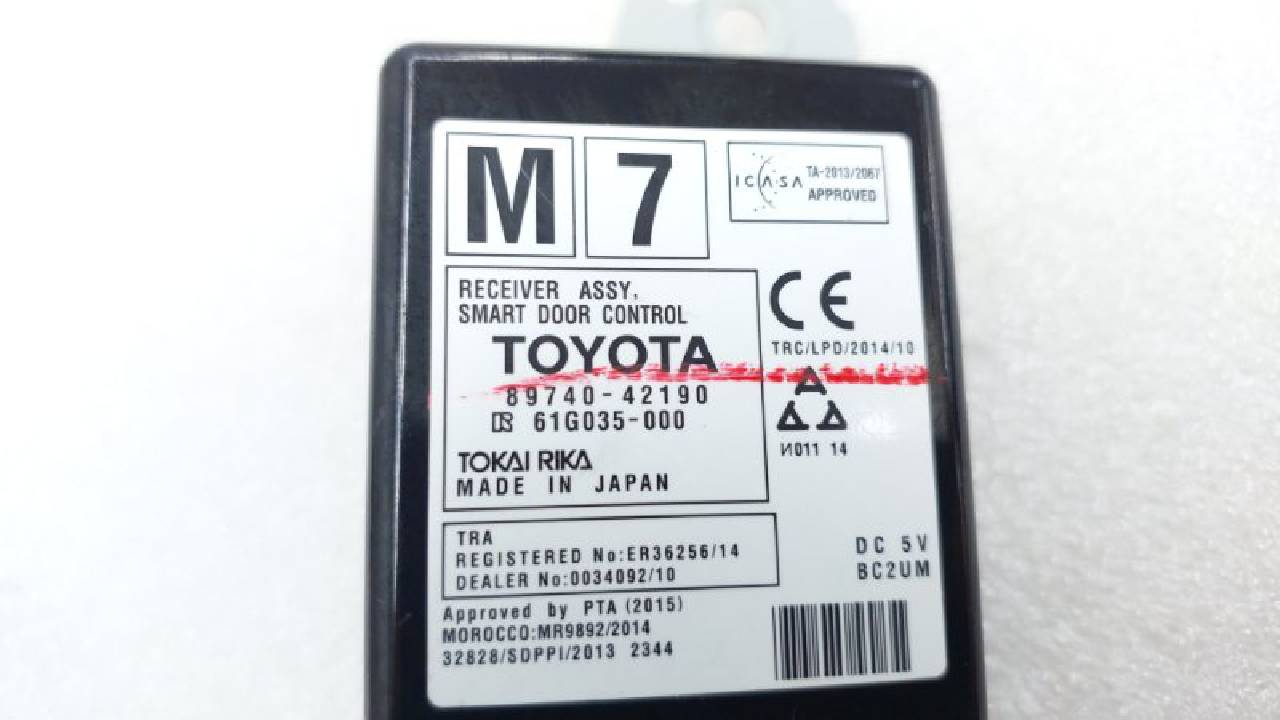 M 7
ICASA TA-2013/2067
APPROVED
RECEIVER ASSY,
SMART DOOR CONTROL
TOYOTA
89740-42190
61G035-000
TOKAI RIKA
MADE IN JAPAN
CE
TRC/LPD/2014/10
И011 14
TRA
REGISTERED No:ER36256/14
DEALER No:0034092/10
DC 5V
BC2UM
Approved by PTA (2015)
MOROCCO:MR9892/2014
32828/SDPPI/2013 2344